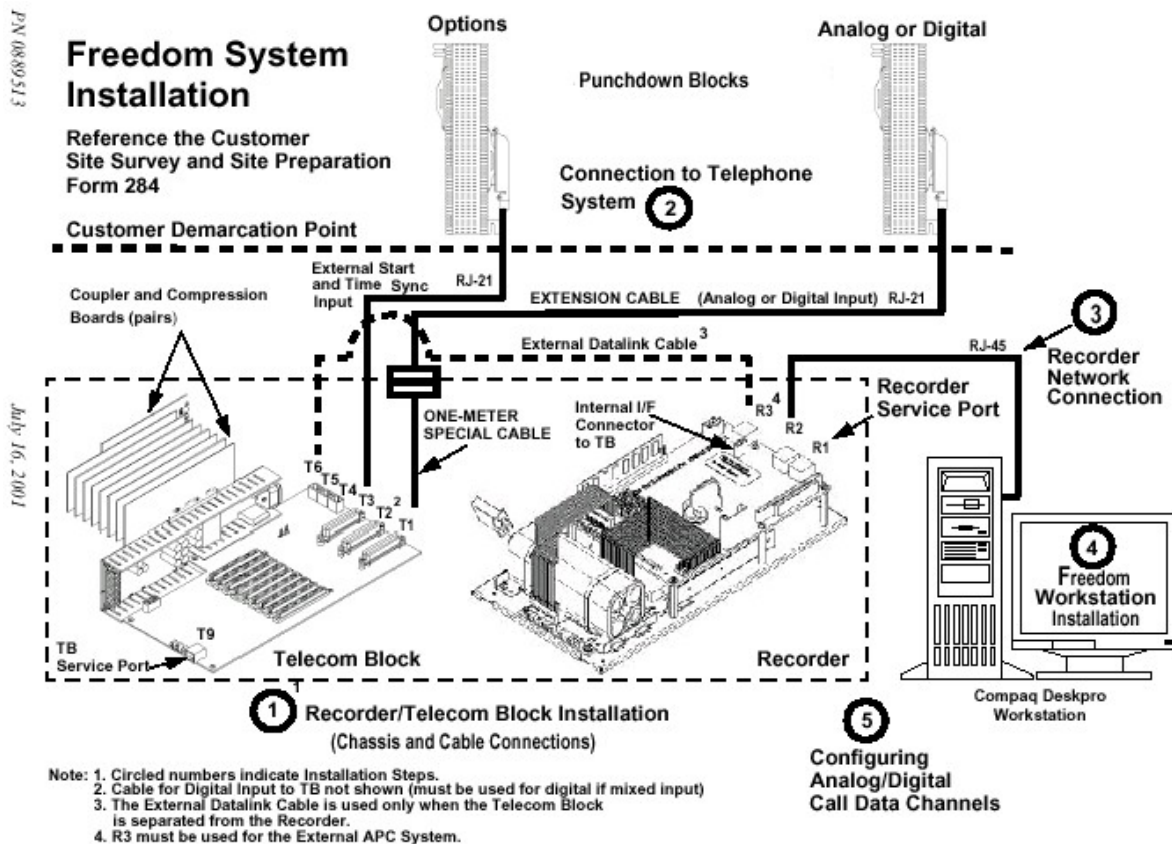 PN 0889513
July 16, 2001
Freedom System
Installation
Reference the Customer
Site Survey and Site Preparation
Form 284
Customer Demarcation Point
Options
Analog or Digital
Punchdown Blocks
Connection to Telephone
System 2
External Start
and Time Sync
Input
RJ-21
EXTENSION CABLE (Analog or Digital Input) RJ-21
External Datalink Cable 3
Coupler and Compression
Boards (pairs)
RJ-45
3
Recorder
Network
Connection
ONE-METER
SPECIAL CABLE
Internal I/F
Connector
to TB
R3 4
R2
R1
Recorder
Service Port
T6
T5
T4
T3
T2 2
T1
T9
TB
Service Port
Telecom Block
Recorder
4
Freedom
Workstation
Installation
Compaq Deskpro
Workstation
1 1 Recorder/Telecom Block Installation
(Chassis and Cable Connections)
5
Configuring
Analog/Digital
Call Data Channels
Note: 1. Circled numbers indicate Installation Steps.
2. Cable for Digital Input to TB not shown (must be used for digital if mixed input)
3. The External Datalink Cable is used only when the Telecom Block
is separated from the Recorder.
4. R3 must be used for the External APC System.